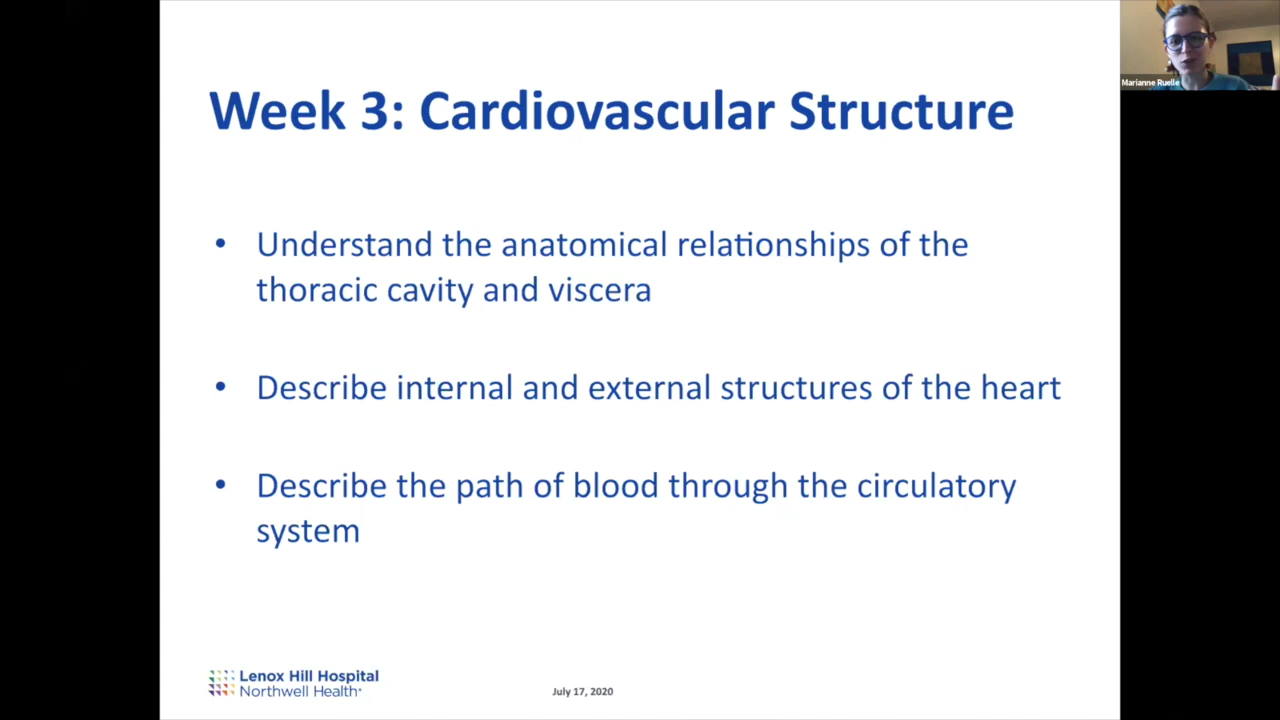 Week 3: Cardiovascular Structure
Marianne Ruelle
• Understand the anatomical relationships of the
thoracic cavity and viscera
• Describe internal and external structures of the heart
• Describe the path of blood through the circulatory
system
Lenox Hill Hospital
Northwell Health
July 17, 2020